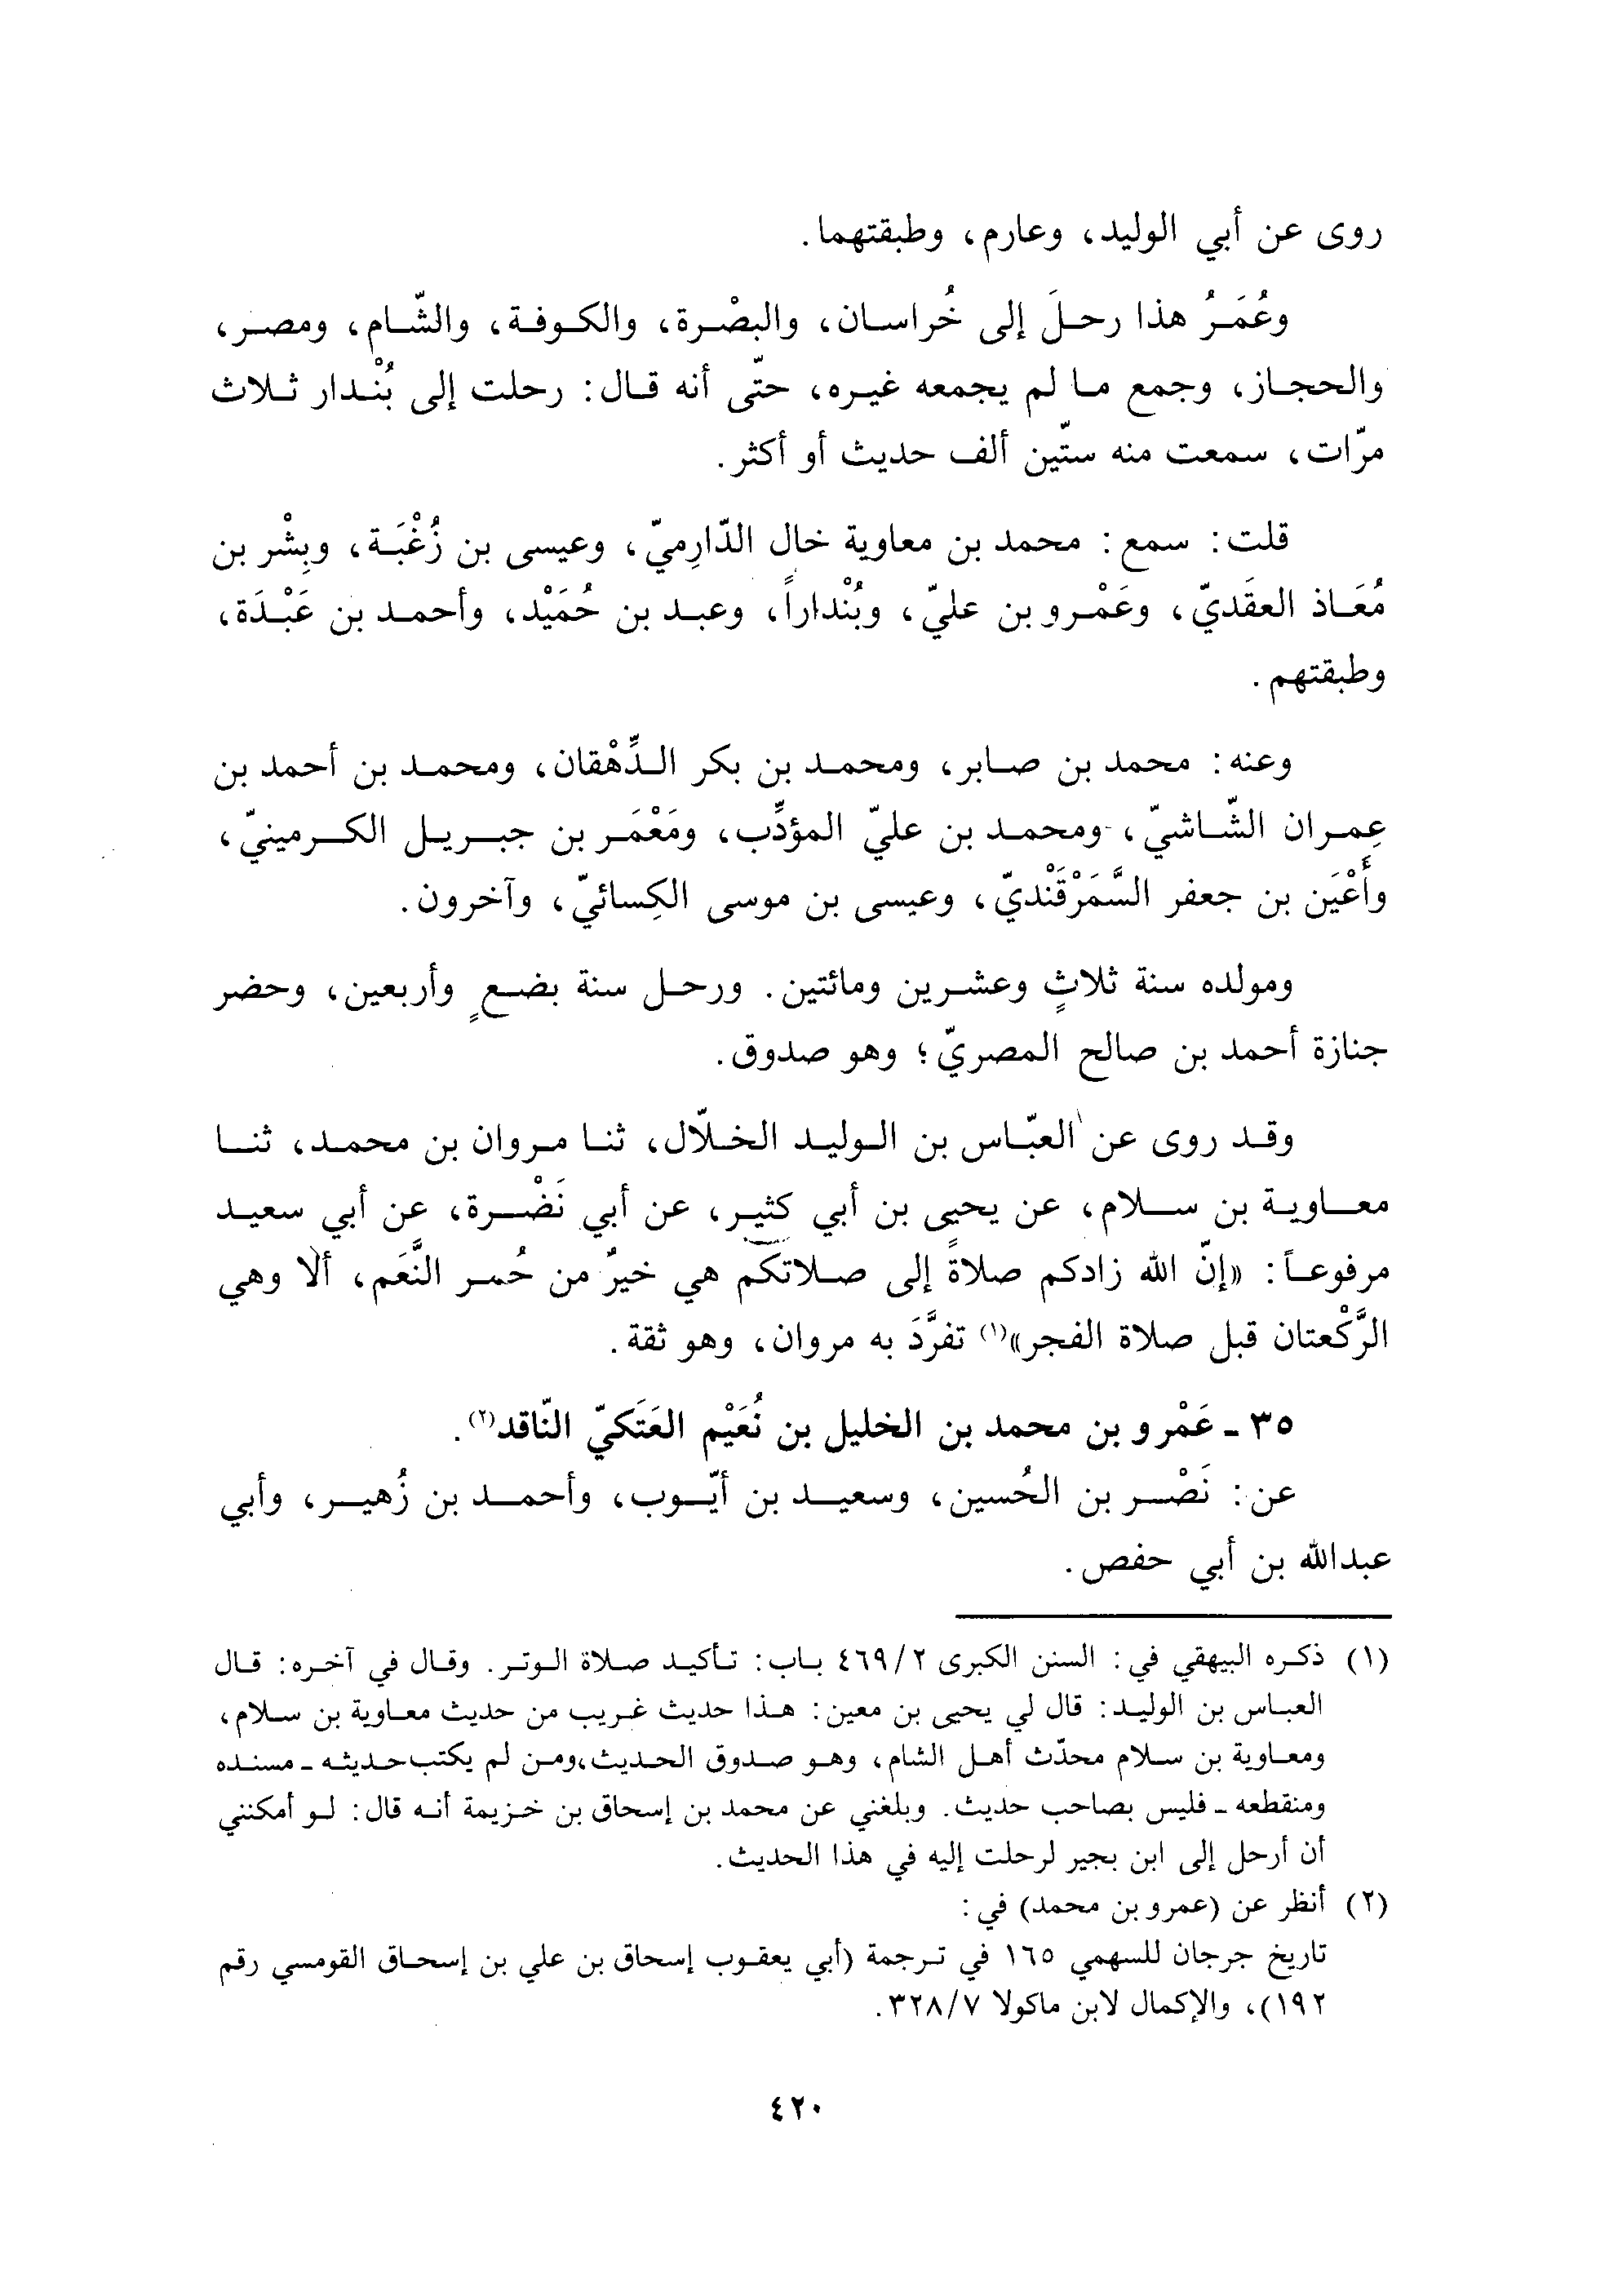 روى عن أبي الوليد، وعارم، وطبقتهما.
وعُمَرُ هذا رحلَ إلى خُراسان، والبصْرة، والكوفة، والشّام، ومصر،
والحجاز، وجمع ما لم يجمعه غيره، حتّى أنه قال: رحلت إلى بُنْدار ثلاث
مرّات، سمعت منه ستّين ألف حديث أو أكثر.
قلت: سمع: محمد بن معاوية خال الدّارِميّ، وعيسى بن زُغْبَة، وبِشْر بن
مُعَاذ العقَديّ، وعَمْرو بن عليّ، وبُنْداراً، وعبد بن حُمَيْد، وأحمد بن عَبْدَة،
وطبقتهم.
وعنه: محمد بن صابر، ومحمد بن بكر الدِّهْقان، ومحمد بن أحمد بن
عِمران الشّاشيّ، ومحمد بن عليّ المؤدِّب، ومَعْمَر بن جبريل الكرمينيّ،
وأَعْيَن بن جعفر السَّمَرْقَنْديّ، وعيسى بن موسى الكِسائيّ، وآخرون.
ومولده سنة ثلاثٍ وعشرين ومائتين. ورحل سنة بضعٍ وأربعين، وحضر
جنازة أحمد بن صالح المصريّ؛ وهو صدوق.
وقد روى عن العبّاس بن الوليد الخلّال، ثنا مروان بن محمد، ثنا
معاوية بن سلام، عن يحيى بن أبي كثير، عن أبي نَضْرة، عن أبي سعيد
مرفوعاً: «إنّ الله زادكم صلاةً إلى صلاتكم هي خيرٌ من حُمر النَّعَم، ألا وهي
الرَّكْعتان قبل صلاة الفجر»(١) تفرَّدَ به مروان، وهو ثقة.
٣٥ ـ عَمْرو بن محمد بن الخليل بن نُعَيْم العَتَكيّ النّاقد(٢).
عن: نَصْر بن الحُسين، وسعيد بن أيّوب، وأحمد بن زُهير، وأبي
عبدالله بن أبي حفص.
(١) ذكره البيهقي في: السنن الكبرى ٤٦٩/٢ باب: تأكيد صلاة الوتر. وقال في آخره: قال
العباس بن الوليد: قال لي يحيى بن معين: هذا حديث غريب من حديث معاوية بن سلام،
ومعاوية بن سلام محدّث أهل الشام، وهو صدوق الحديث،ومن لم يكتب حديثه ـ مسنده
ومنقطعه ـ فليس بصاحب حديث. وبلغني عن محمد بن إسحاق بن خزيمة أنه قال: لو أمكنني
أن أرحل إلى ابن بجير لرحلت إليه في هذا الحديث.
(٢) أنظر عن (عمرو بن محمد) في:
تاريخ جرجان للسهمي ١٦٥ في ترجمة (أبي يعقوب إسحاق بن علي بن إسحاق القومسي رقم
١٩٢)، والإكمال لابن ماكولا ٣٢٨/٧.
٤٢٠